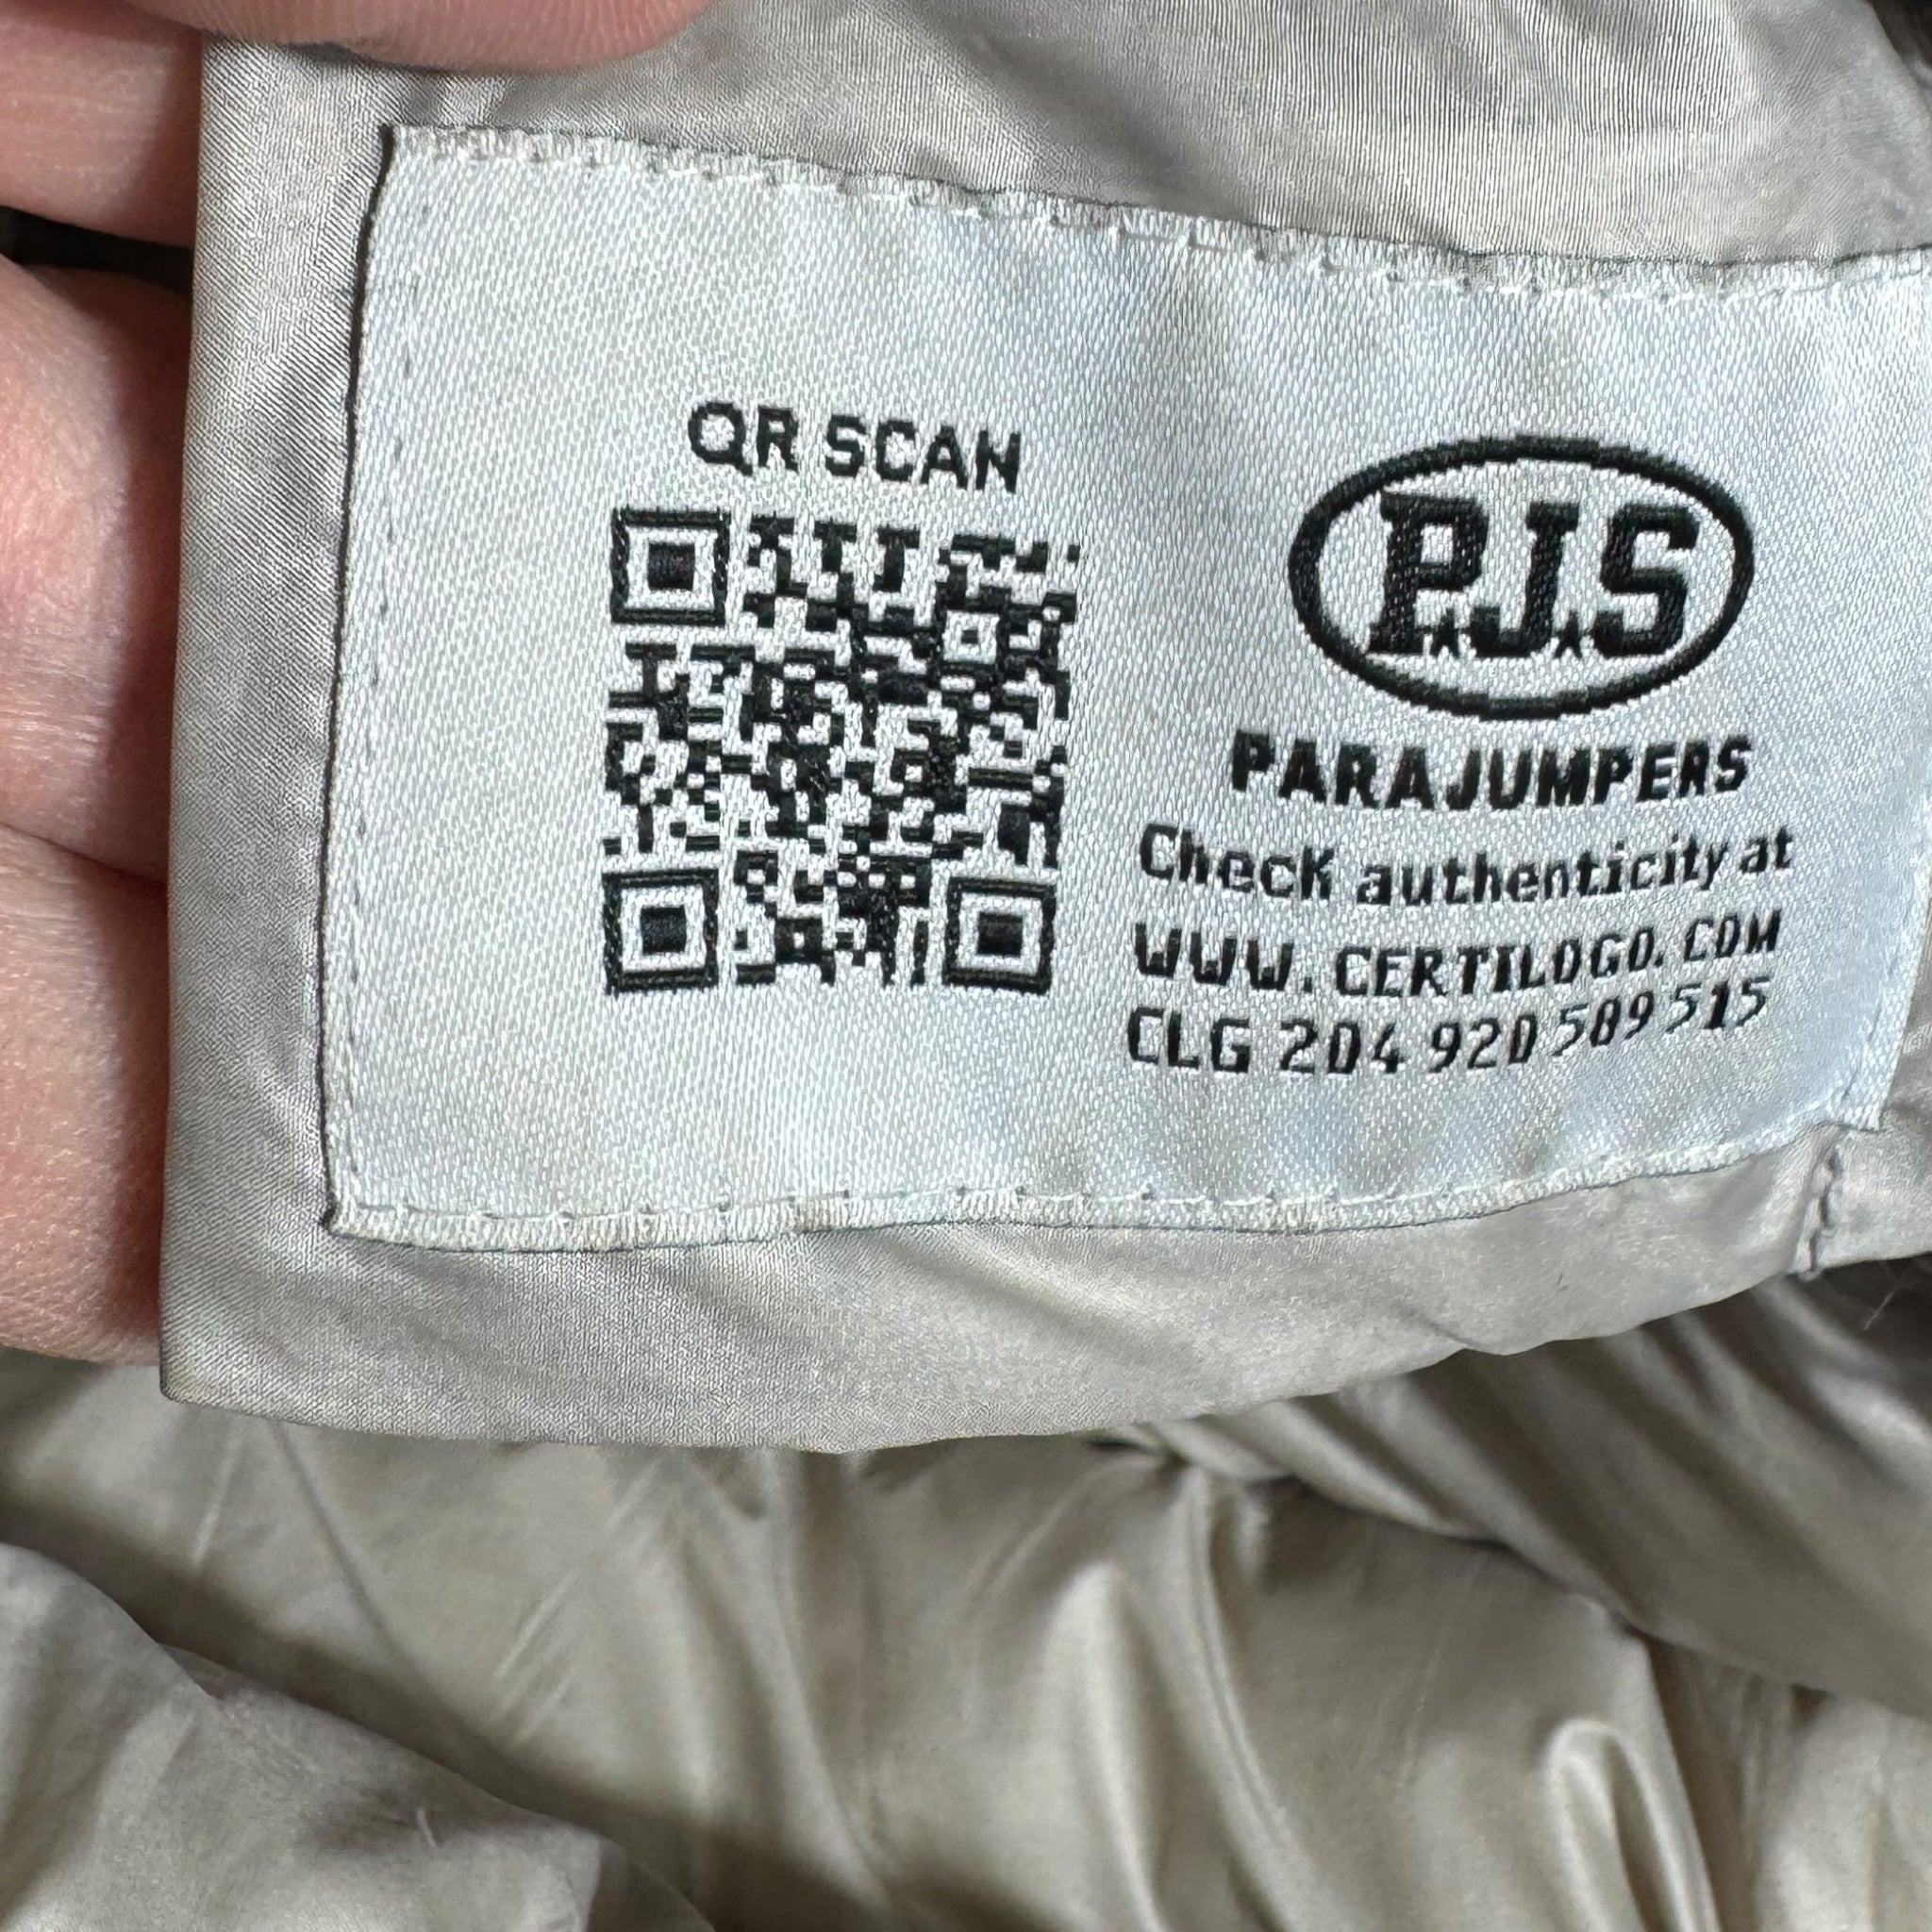 QR SCAN
P.J.S
PARAJUMPERS
Check authenticity at
WWW.CERTILOGO.COM
CLG 204 920 589 515